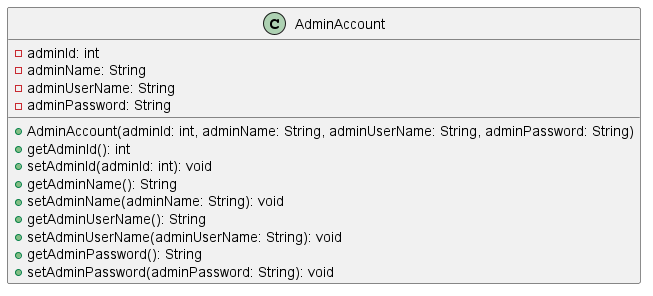 C AdminAccount
adminId: int
adminName: String
adminUserName: String
adminPassword: String
AdminAccount(adminId: int, adminName: String, adminUserName: String, adminPassword: String)
getAdminId(): int
setAdminId(adminId: int): void
getAdminName(): String
setAdminName(adminName: String): void
getAdminUserName(): String
setAdminUserName(adminUserName: String): void
getAdminPassword(): String
setAdminPassword(adminPassword: String): void